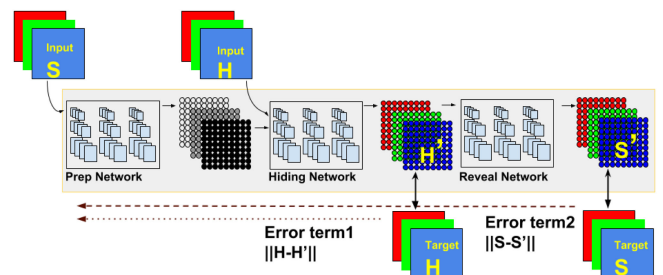 Input
S
Input
H
H'
S'
Prep Network
Hiding Network
Reveal Network
Error term1
||H-H'||
Error term2
||S-S'||
Target
H
Target
S